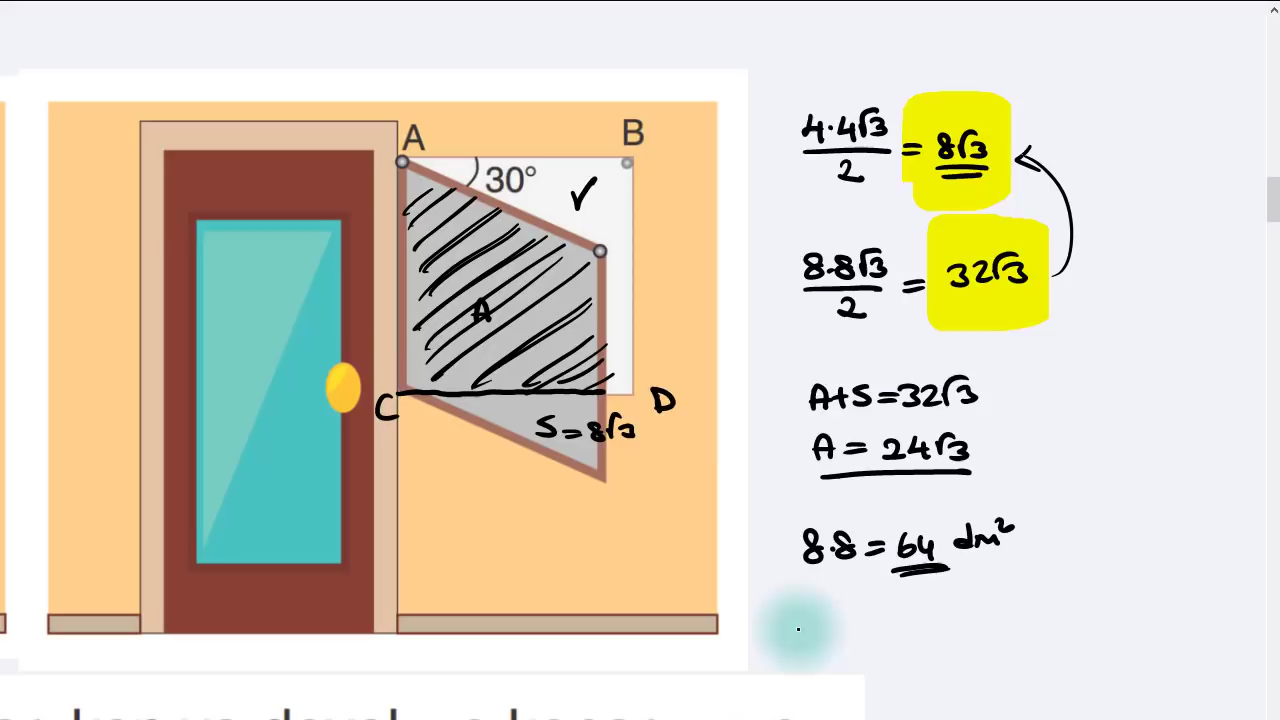 A
B
30°
A
C
D
S = 8√3
4·4√3 / 2 = 8√3
8·8√3 / 2 = 32√3
A+S = 32√3
A = 24√3
8·8 = 64 dm²